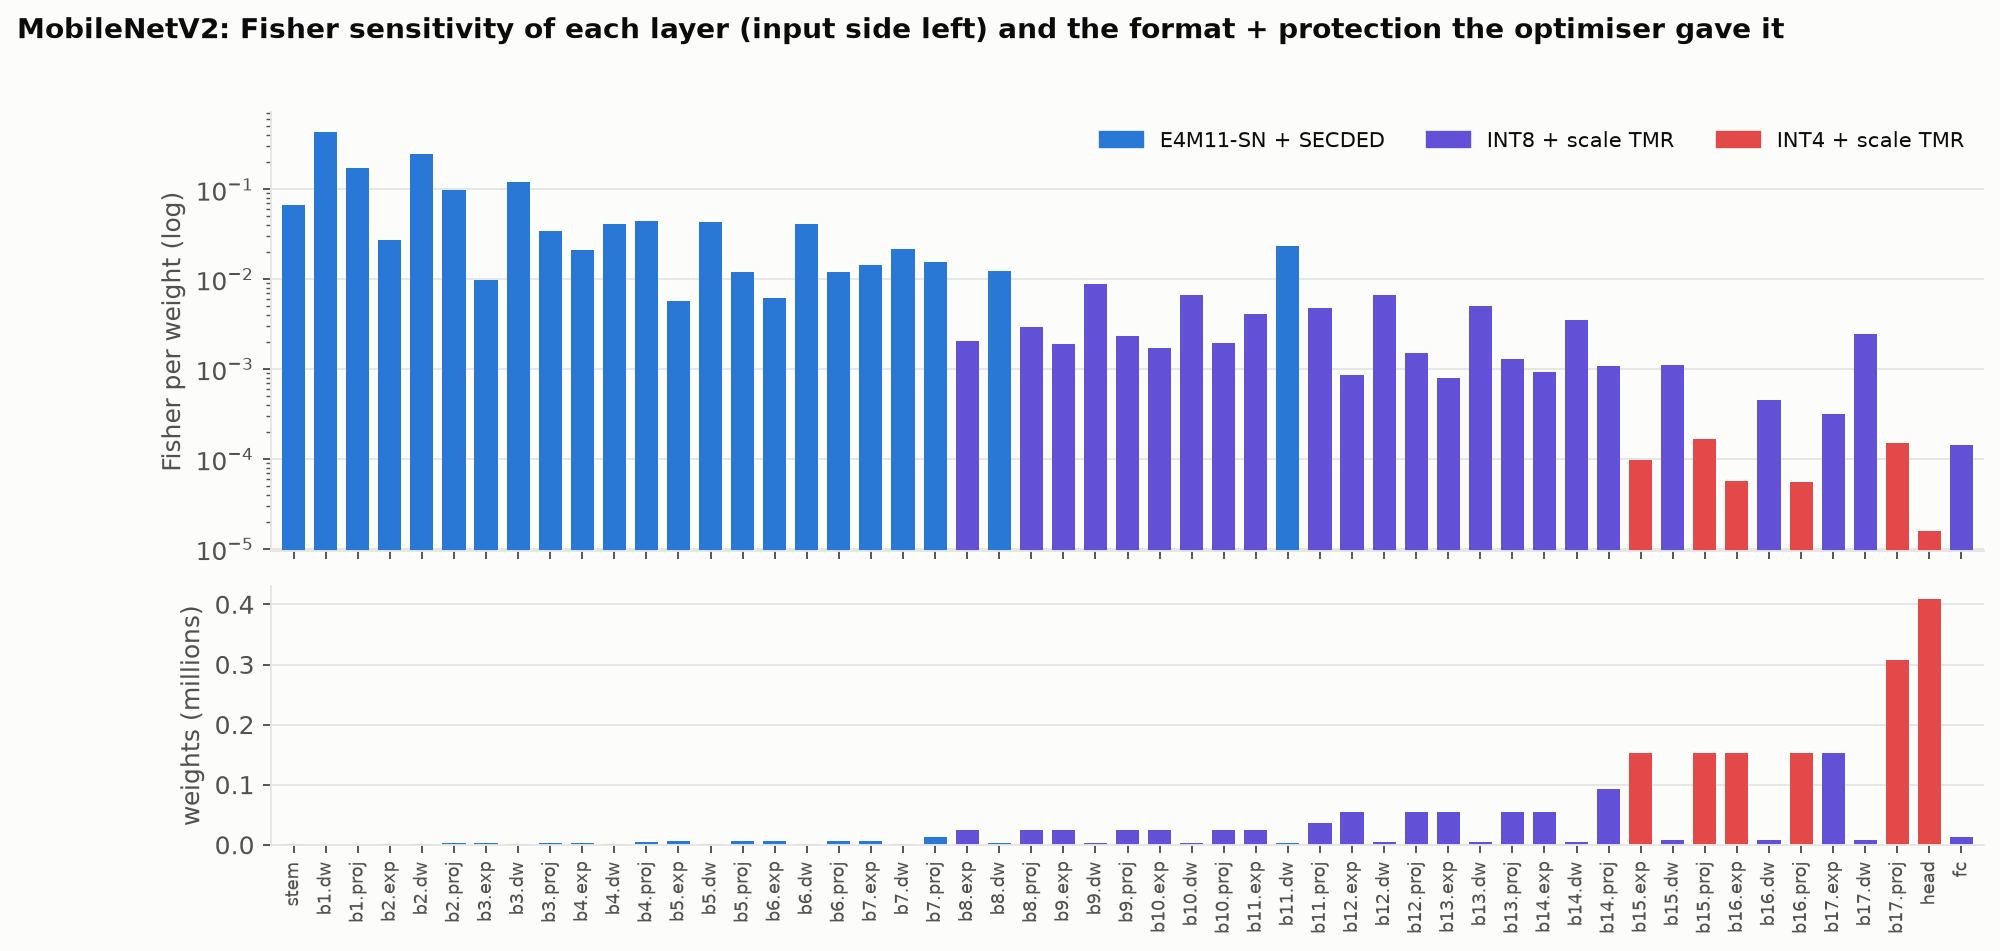 MobileNetV2: Fisher sensitivity of each layer (input side left) and the format + protection the optimiser gave it
E4M11-SN + SECDED
INT8 + scale TMR
INT4 + scale TMR
Fisher per weight (log)
10⁻¹
10⁻²
10⁻³
10⁻⁴
10⁻⁵
weights (millions)
0.4
0.3
0.2
0.1
0.0
stem
b1.dw
b1.proj
b2.exp
b2.dw
b2.proj
b3.exp
b3.dw
b3.proj
b4.exp
b4.dw
b4.proj
b5.exp
b5.dw
b5.proj
b6.exp
b6.dw
b6.proj
b7.exp
b7.dw
b7.proj
b8.exp
b8.dw
b8.proj
b9.exp
b9.dw
b9.proj
b10.exp
b10.dw
b10.proj
b11.exp
b11.dw
b11.proj
b12.exp
b12.dw
b12.proj
b13.exp
b13.dw
b13.proj
b14.exp
b14.dw
b14.proj
b15.exp
b15.dw
b15.proj
b16.exp
b16.dw
b16.proj
b17.exp
b17.dw
b17.proj
head
fc